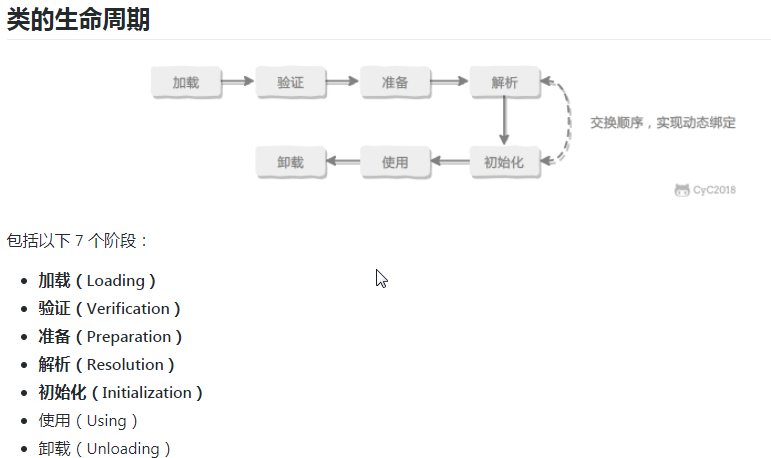 类的生命周期
加载 验证 准备 解析
交换顺序，实现动态绑定
卸载 使用 初始化
CyC2018
包括以下 7 个阶段：
加载（Loading）
验证（Verification）
准备（Preparation）
解析（Resolution）
初始化（Initialization）
使用（Using）
卸载（Unloading）